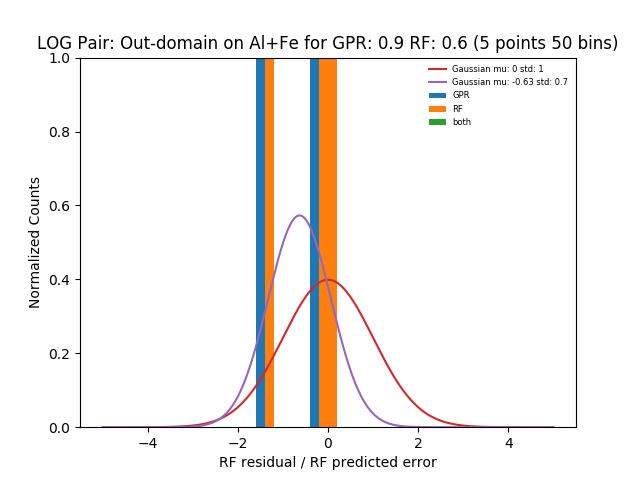 LOG Pair: Out-domain on Al+Fe for GPR: 0.9 RF: 0.6 (5 points 50 bins)
1.0
0.8
0.6
0.4
0.2
0.0
Normalized Counts
Gaussian mu: 0 std: 1
Gaussian mu: -0.63 std: 0.7
GPR
RF
both
−4
−2
0
2
4
RF residual / RF predicted error